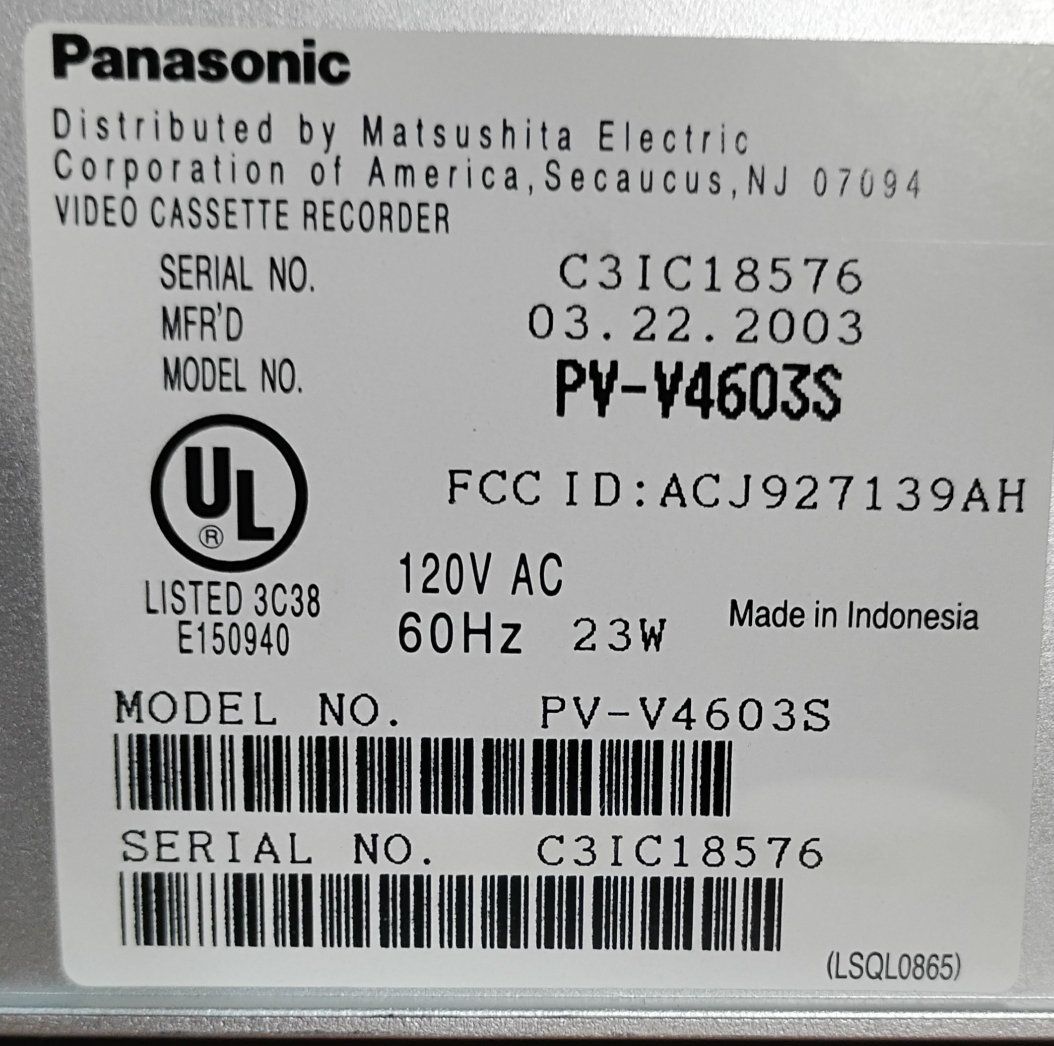 Panasonic
Distributed by Matsushita Electric
Corporation of America,Secaucus,NJ 07094
VIDEO CASSETTE RECORDER
SERIAL NO. C3IC18576
MFR'D 03.22.2003
MODEL NO. PV-V4603S
UL
®
FCC ID:ACJ927139AH
LISTED 3C38
E150940
120V AC
60Hz 23W
Made in Indonesia
MODEL NO. PV-V4603S
SERIAL NO. C3IC18576
(LSQL0865)